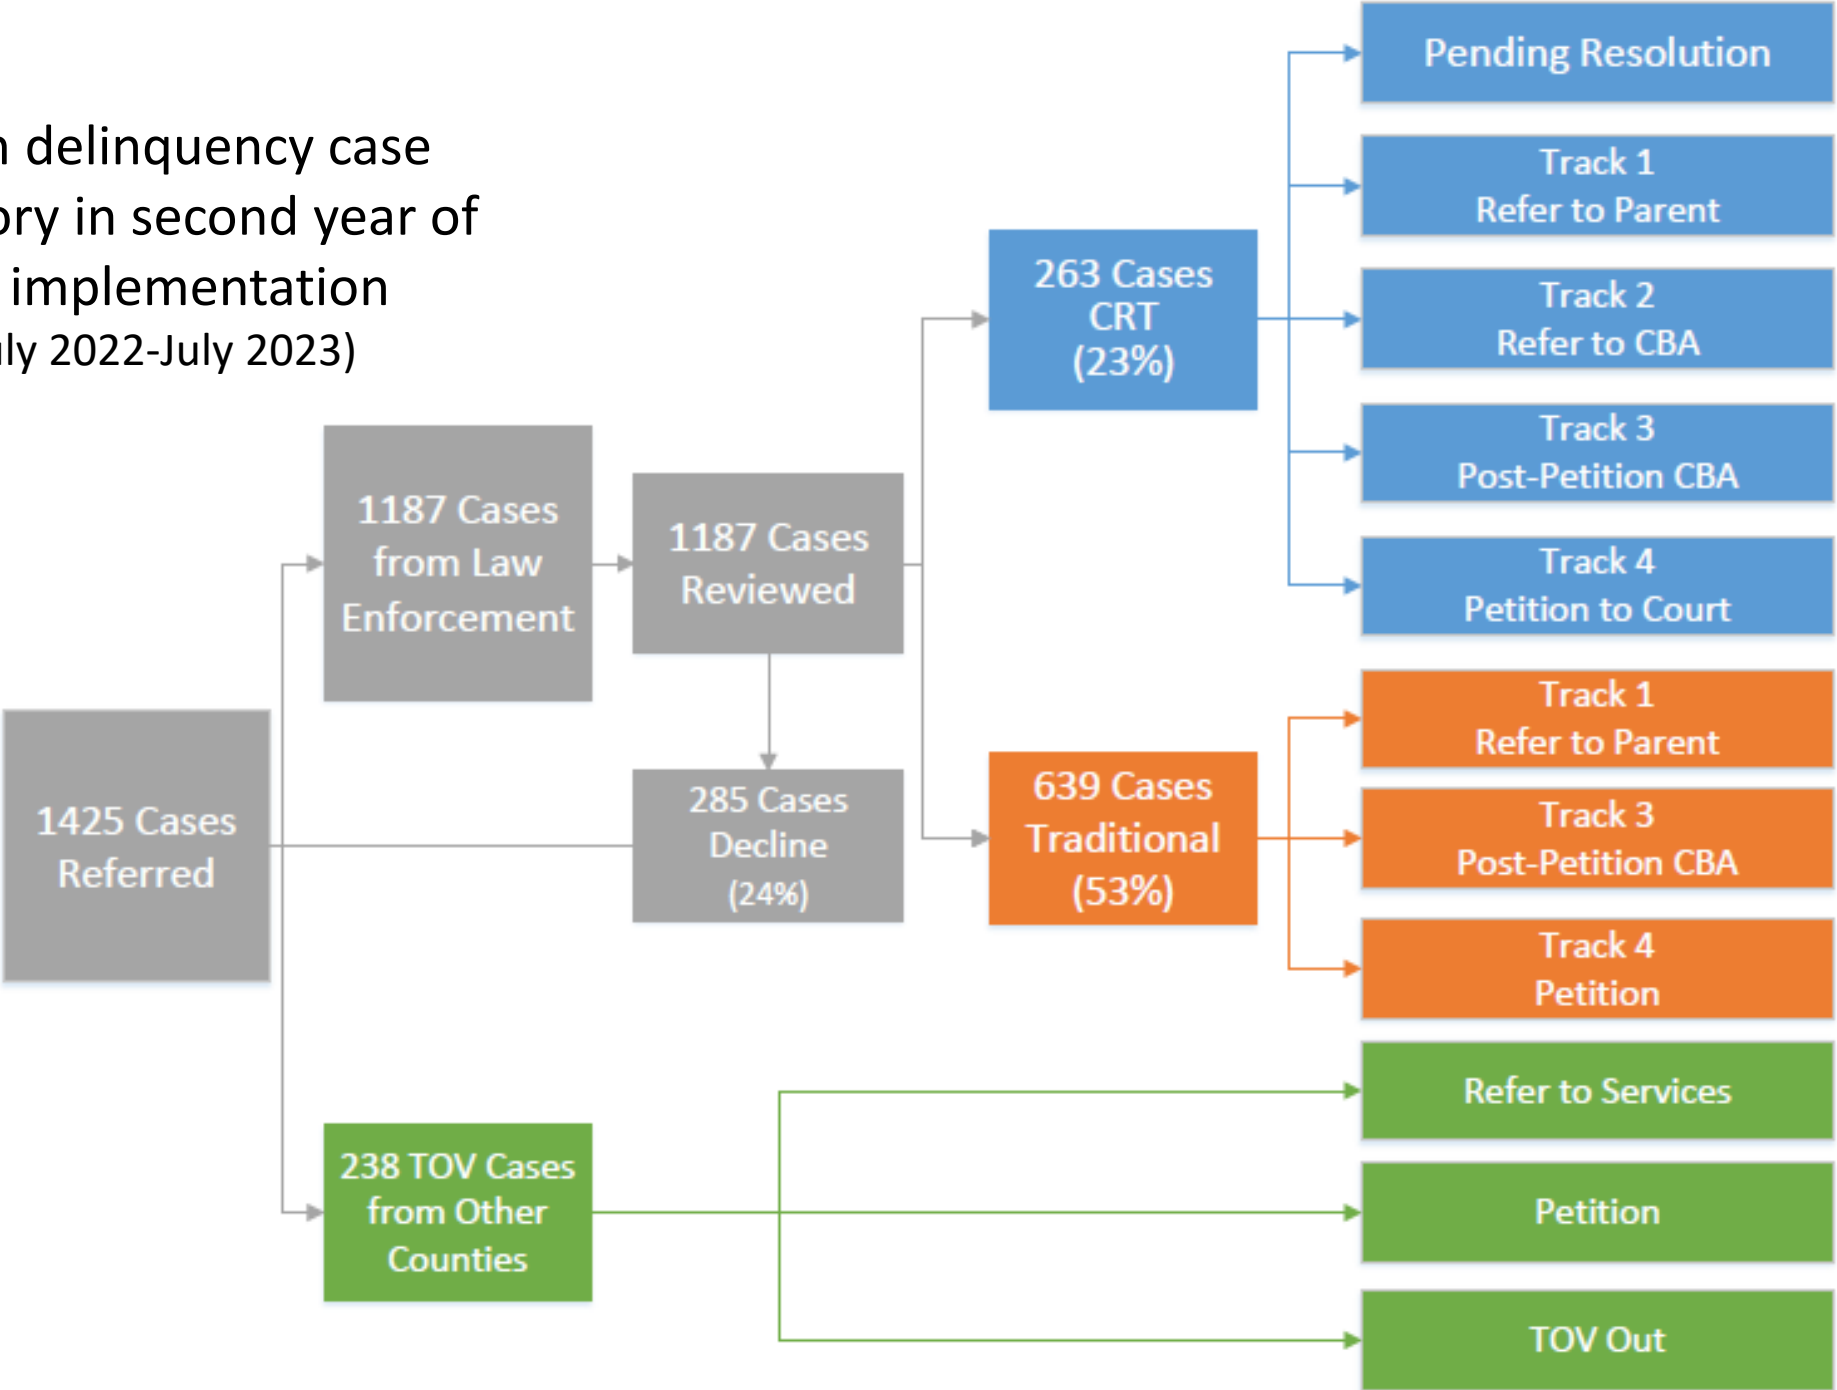 delinquency case
in second year of
implementation
2022-July 2023)
Pending Resolution
Track 1
Refer to Parent
263 Cases
CRT
(23%)
Track 2
Refer to CBA
Track 3
Post-Petition CBA
Track 4
Petition to Court
1187 Cases
from Law
Enforcement
1187 Cases
Reviewed
1425 Cases
Referred
285 Cases
Decline
(24%)
639 Cases
Traditional
(53%)
Track 1
Refer to Parent
Track 3
Post-Petition CBA
Track 4
Petition
238 TOV Cases
from Other
Counties
Refer to Services
Petition
TOV Out